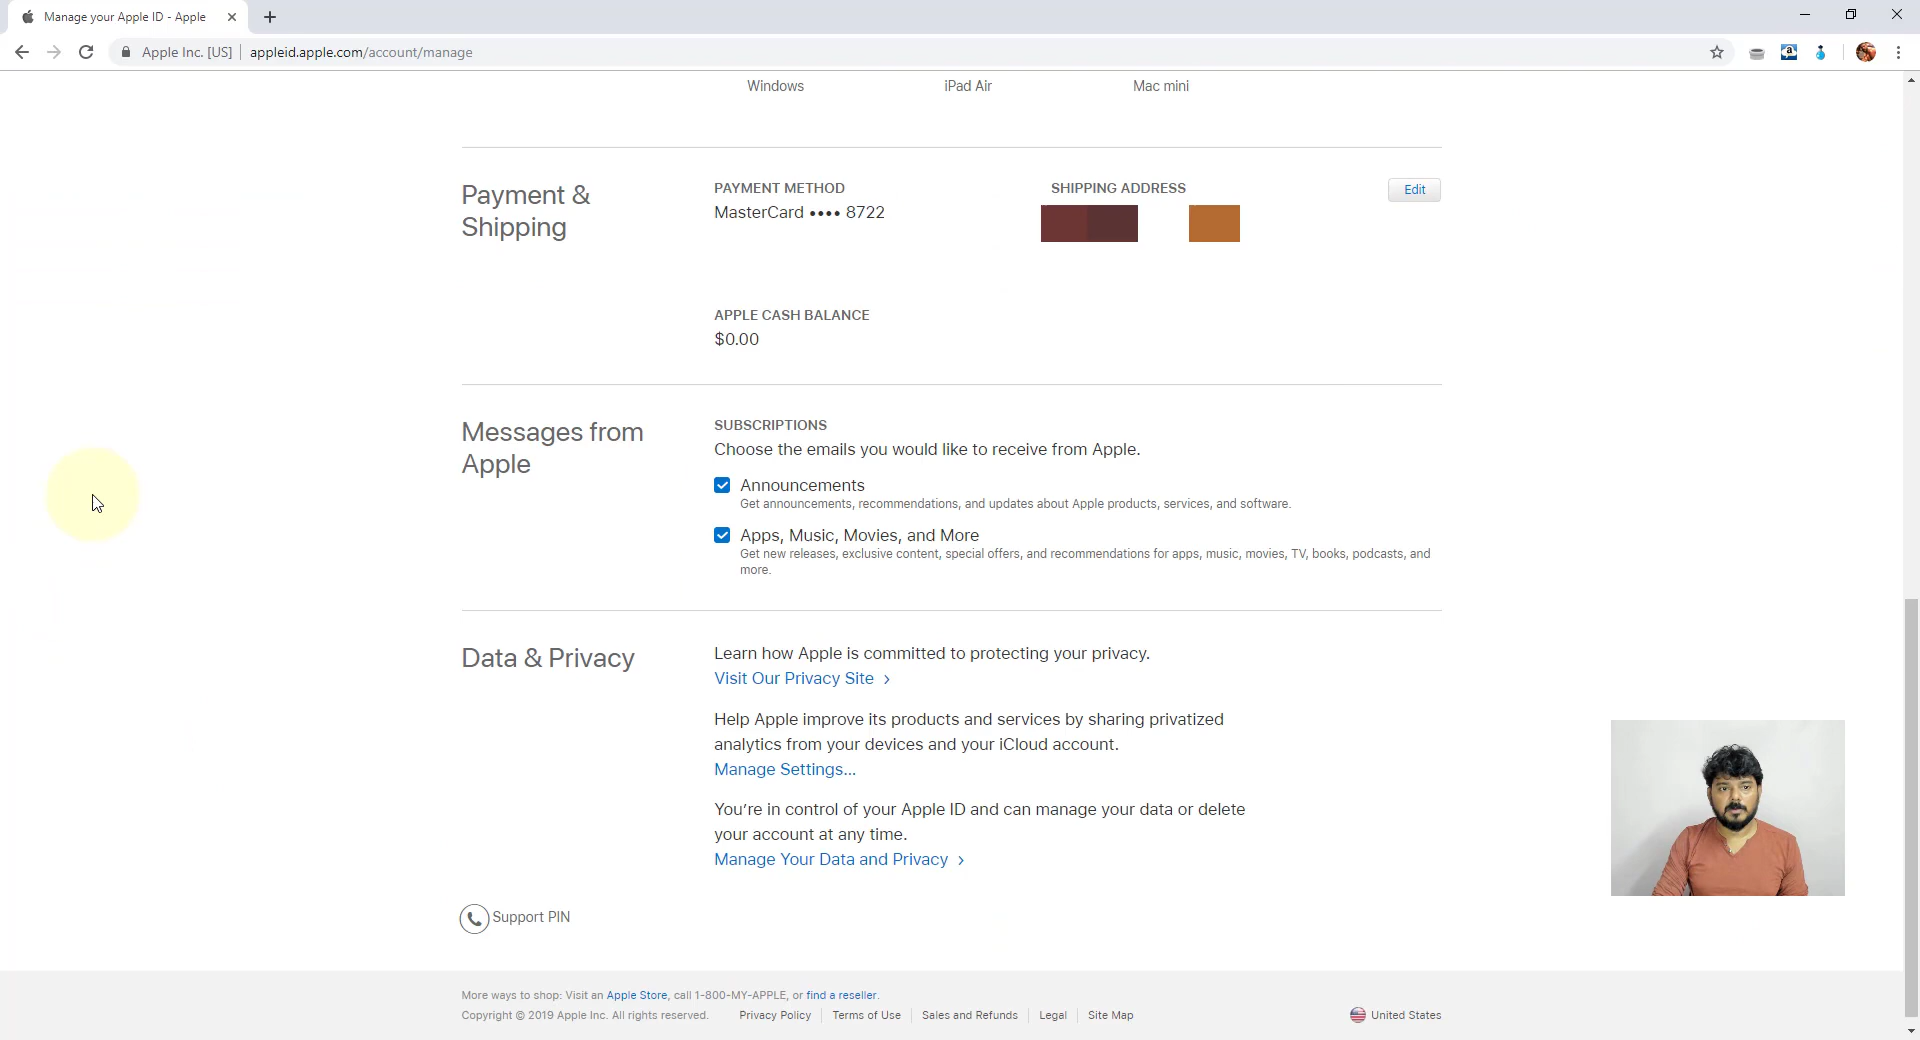 Manage your Apple ID - Apple
Apple Inc. [US] appleid.apple.com/account/manage
Windows iPad Air Mac mini
Payment &
Shipping
PAYMENT METHOD
MasterCard •••• 8722
SHIPPING ADDRESS
Edit
APPLE CASH BALANCE
$0.00
Messages from
Apple
SUBSCRIPTIONS
Choose the emails you would like to receive from Apple.
Announcements
Get announcements, recommendations, and updates about Apple products, services, and software.
Apps, Music, Movies, and More
Get new releases, exclusive content, special offers, and recommendations for apps, music, movies, TV, books, podcasts, and
more.
Data & Privacy
Learn how Apple is committed to protecting your privacy.
Visit Our Privacy Site >
Help Apple improve its products and services by sharing privatized
analytics from your devices and your iCloud account.
Manage Settings...
You're in control of your Apple ID and can manage your data or delete
your account at any time.
Manage Your Data and Privacy >
Support PIN
More ways to shop: Visit an Apple Store, call 1-800-MY-APPLE, or find a reseller.
Copyright © 2019 Apple Inc. All rights reserved. Privacy Policy Terms of Use Sales and Refunds Legal Site Map United States